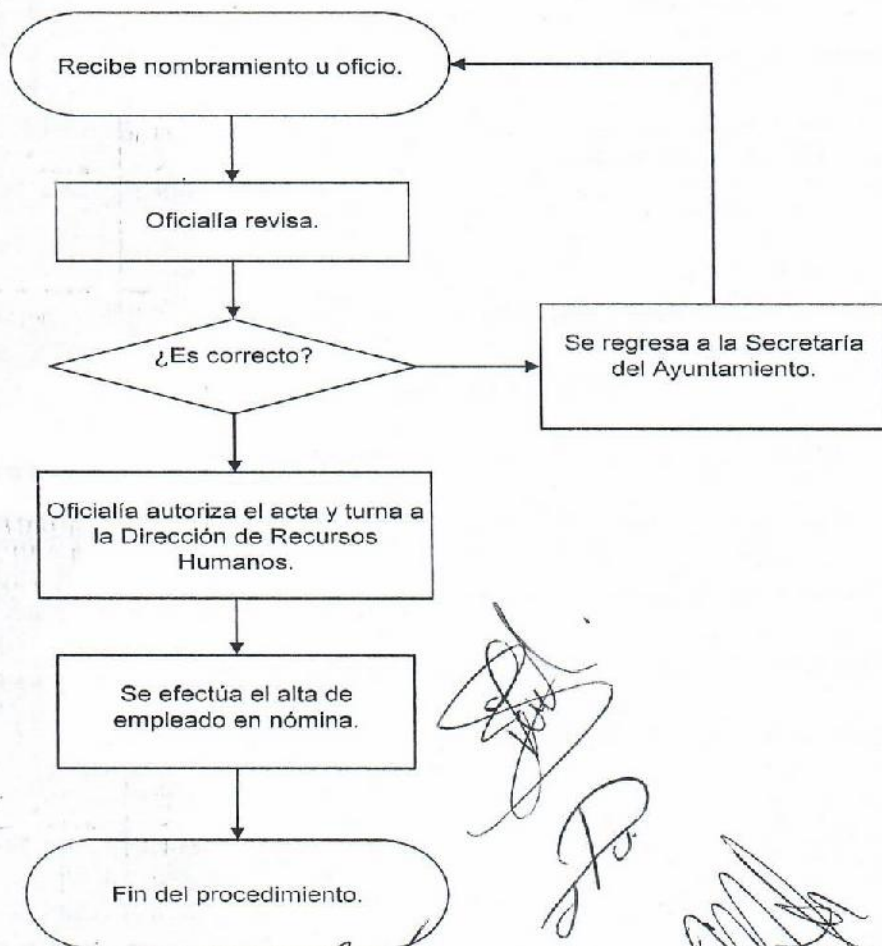 Recibe nombramiento u oficio.
Oficialía revisa.
¿Es correcto?
Se regresa a la Secretaría
del Ayuntamiento.
Oficialía autoriza el acta y turna a
la Dirección de Recursos
Humanos.
Se efectúa el alta de
empleado en nómina.
Fin del procedimiento.